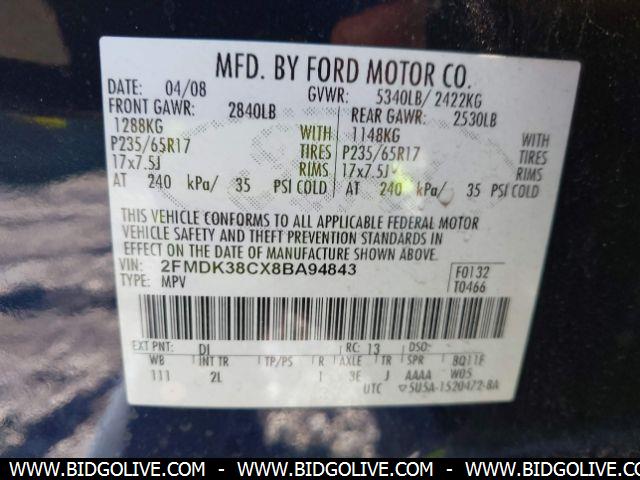 MFD. BY FORD MOTOR CO.
DATE: 04/08 GVWR: 5340LB/ 2422KG
FRONT GAWR: 2840LB REAR GAWR: 2530LB
1288KG WITH 1148KG WITH
P235/65R17 TIRES P235/65R17 TIRES
17x7.5J RIMS 17x7.5J RIMS
AT 240 kPa/ 35 PSI COLD AT 240 kPa/ 35 PSI COLD
THIS VEHICLE CONFORMS TO ALL APPLICABLE FEDERAL MOTOR
VEHICLE SAFETY AND THEFT PREVENTION STANDARDS IN
EFFECT ON THE DATE OF MANUFACTURE SHOWN ABOVE.
VIN: 2FMDK38CX8BA94843 F0132
TYPE: MPV T0466
EXT PNT: DI RC: 13 DSO:
WB INT TR TP/PS R AXLE TR SPR 8Q11F
111 2L I 3E J AAAA W05
UTC 5U5A-1520472-BA
WWW.BIDGOLIVE.COM - WWW.BIDGOLIVE.COM - WWW.BIDGOLIVE.COM